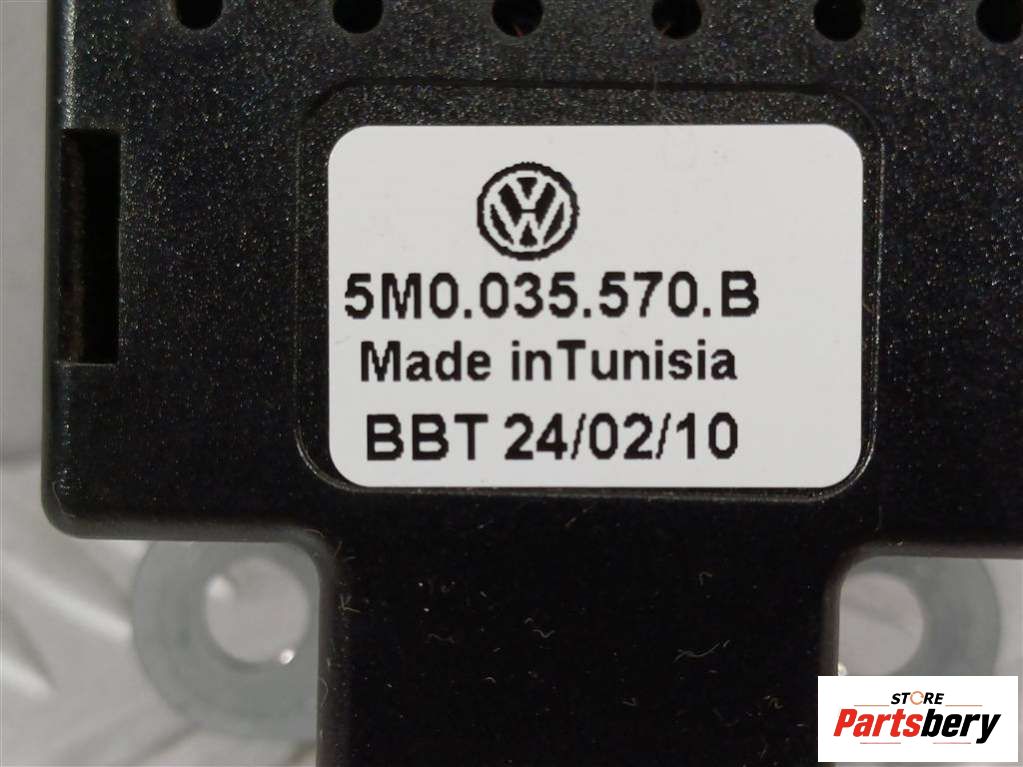 5M0.035.570.B
Made inTunisia
BBT 24/02/10
STORE
Partsbery